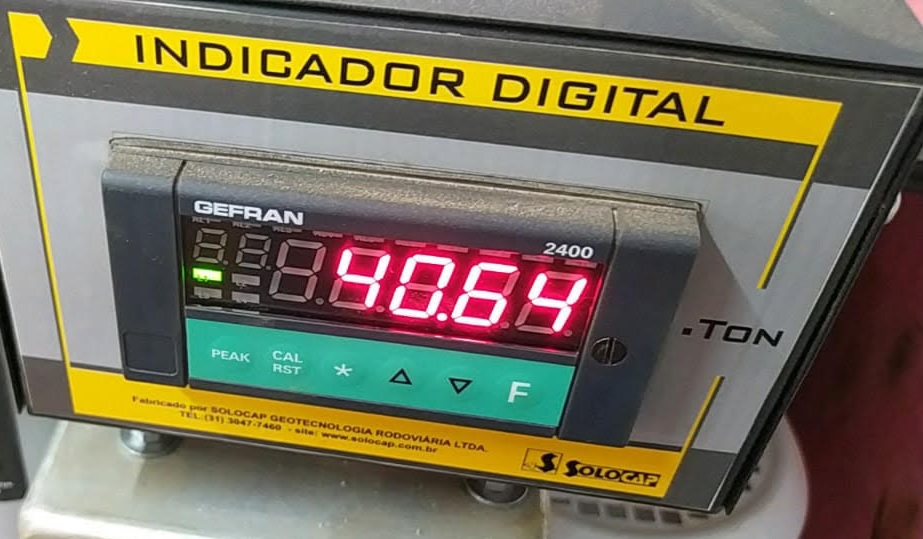 INDICADOR DIGITAL
GEFRAN
2400
40.64
.TON
PEAK
CAL
RST
*
F
Fabricado por SOLOCAP GEOTECNOLOGIA RODOVIÁRIA LTDA.
TEL.:(31) 3047-7460 - site: www.solocap.com.br
S SOLOCAP